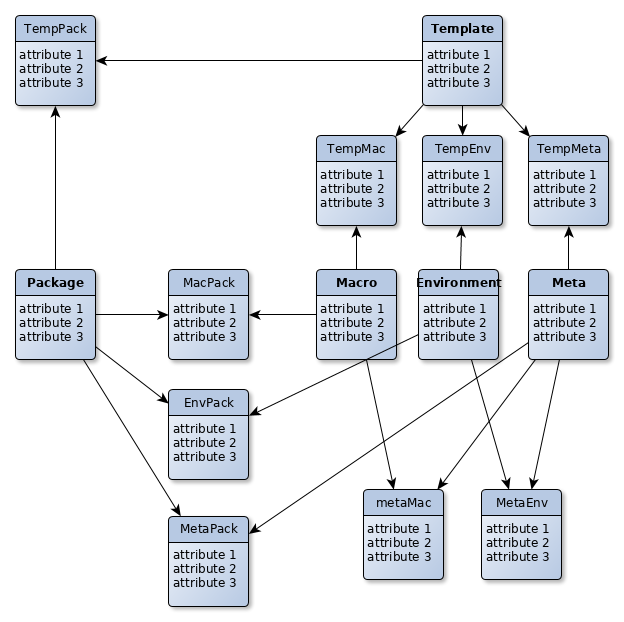 TempPack
attribute 1
attribute 2
attribute 3
Template
attribute 1
attribute 2
attribute 3
TempMac
attribute 1
attribute 2
attribute 3
TempEnv
attribute 1
attribute 2
attribute 3
TempMeta
attribute 1
attribute 2
attribute 3
Package
attribute 1
attribute 2
attribute 3
MacPack
attribute 1
attribute 2
attribute 3
Macro
attribute 1
attribute 2
attribute 3
Environment
attribute 1
attribute 2
attribute 3
Meta
attribute 1
attribute 2
attribute 3
EnvPack
attribute 1
attribute 2
attribute 3
metaMac
attribute 1
attribute 2
attribute 3
MetaEnv
attribute 1
attribute 2
attribute 3
MetaPack
attribute 1
attribute 2
attribute 3